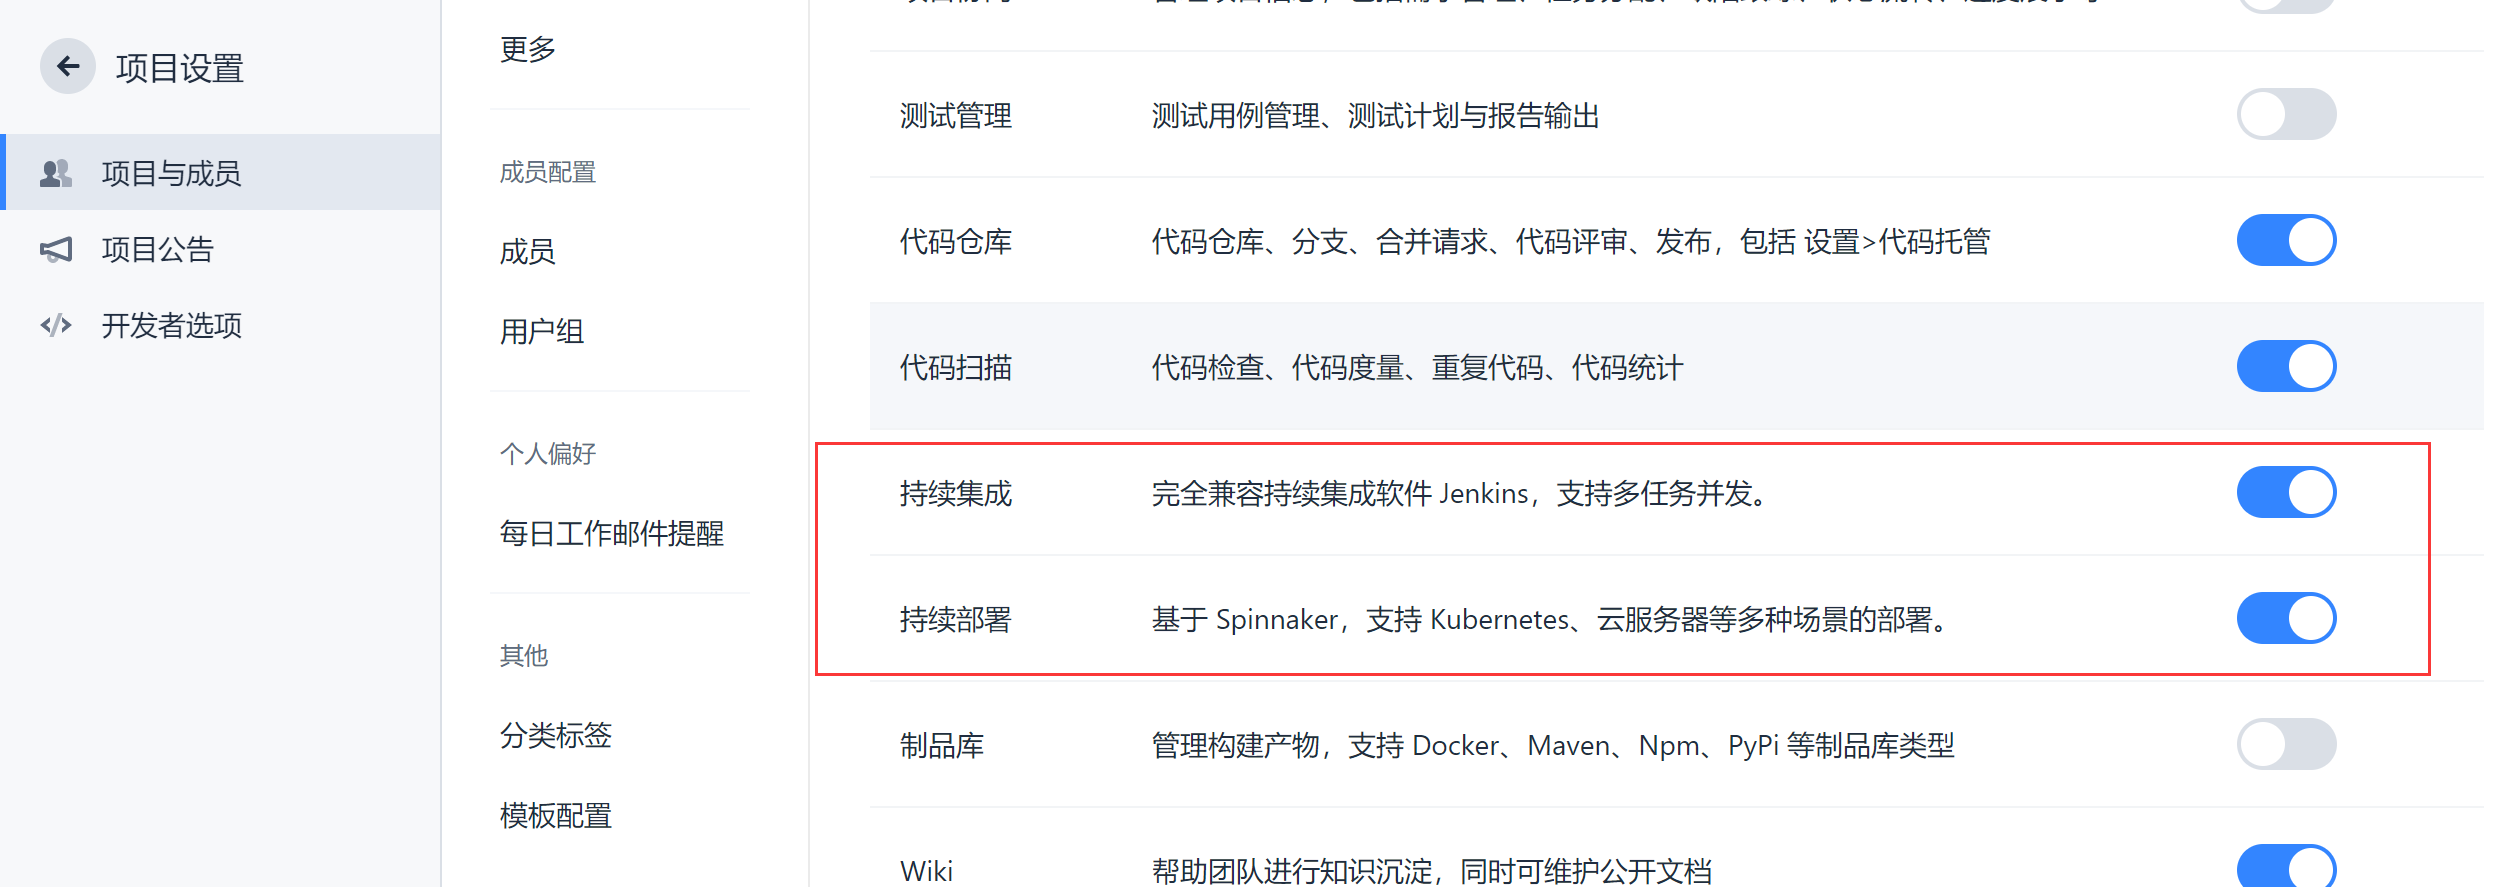 项目设置
项目与成员
项目公告
开发者选项
更多
成员配置
成员
用户组
个人偏好
每日工作邮件提醒
其他
分类标签
模板配置
测试管理 测试用例管理、测试计划与报告输出
代码仓库 代码仓库、分支、合并请求、代码评审、发布，包括 设置>代码托管
代码扫描 代码检查、代码度量、重复代码、代码统计
持续集成 完全兼容持续集成软件 Jenkins，支持多任务并发。
持续部署 基于 Spinnaker，支持 Kubernetes、云服务器等多种场景的部署。
制品库 管理构建产物，支持 Docker、Maven、Npm、PyPi 等制品库类型
Wiki 帮助团队进行知识沉淀，同时可维护公开文档